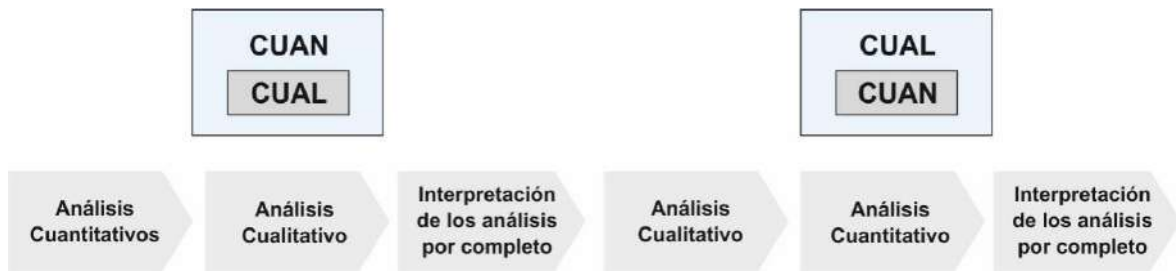 CUAN
CUAL
CUAL
CUAN
Análisis
Cuantitativos
Análisis
Cualitativo
Interpretación
de los análisis
por completo
Análisis
Cualitativo
Análisis
Cuantitativo
Interpretación
de los análisis
por completo